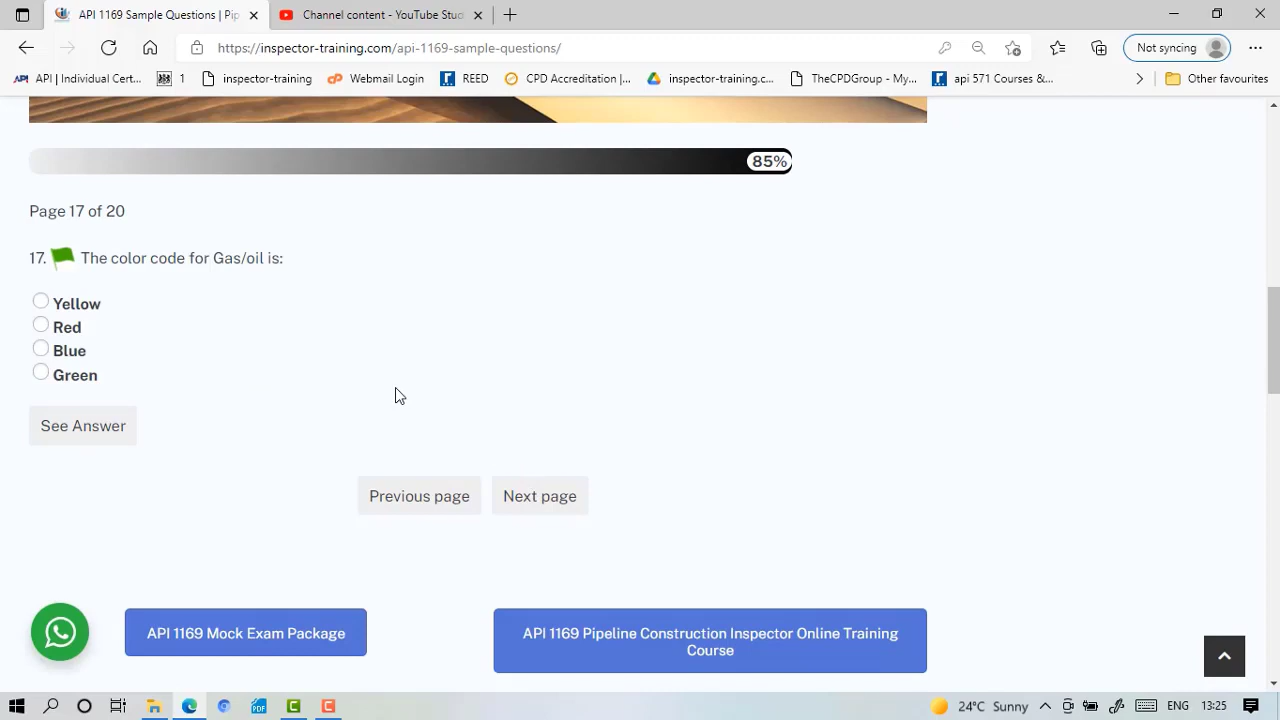 API 1169 Sample Questions | Pip
Channel content - YouTube Stud
https://inspector-training.com/api-1169-sample-questions/
Not syncing
API | Individual Cert...
1
inspector-training
Webmail Login
REED
CPD Accreditation |...
inspector-training.c...
TheCPDGroup - My...
api 571 Courses &...
Other favourites
85%
Page 17 of 20
17. The color code for Gas/oil is:
Yellow
Red
Blue
Green
See Answer
Previous page
Next page
API 1169 Mock Exam Package
API 1169 Pipeline Construction Inspector Online Training
Course
24°C Sunny
ENG
13:25